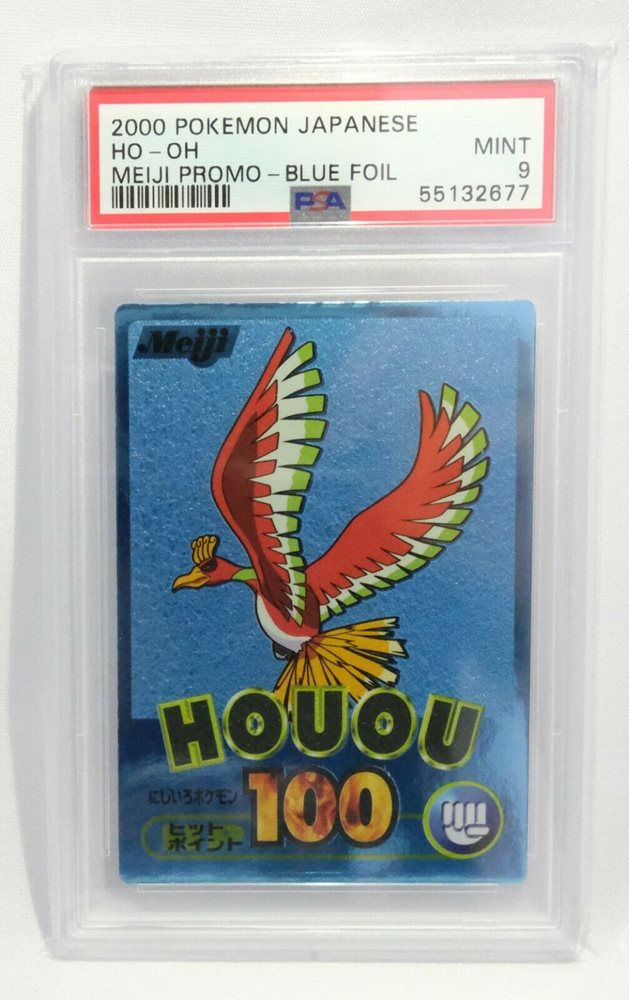 2000 POKEMON JAPANESE
HO-OH MINT
MEIJI PROMO-BLUE FOIL 9
PSA 55132677
Meiji
HOUOU
にじいろポケモン 100
ヒット
ポイント